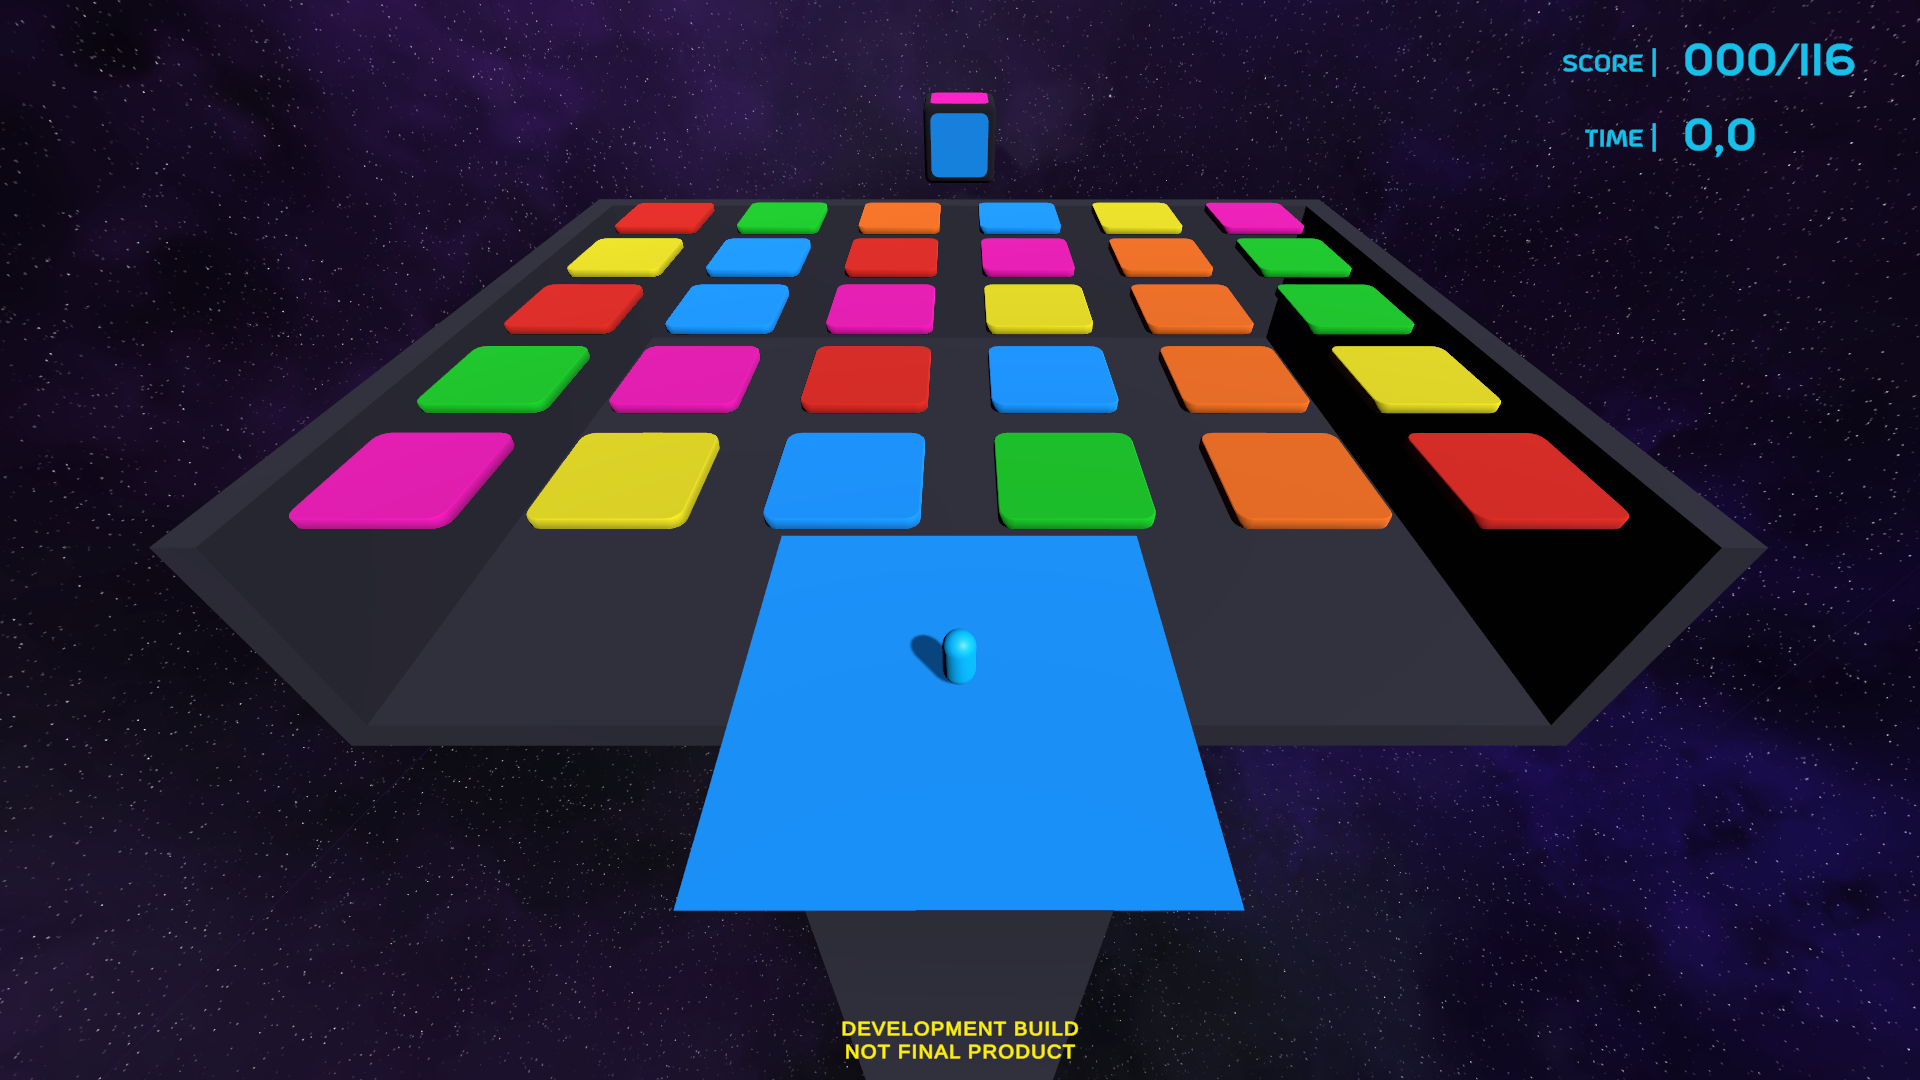 SCORE | 000/116
TIME | 0,0
DEVELOPMENT BUILD
NOT FINAL PRODUCT